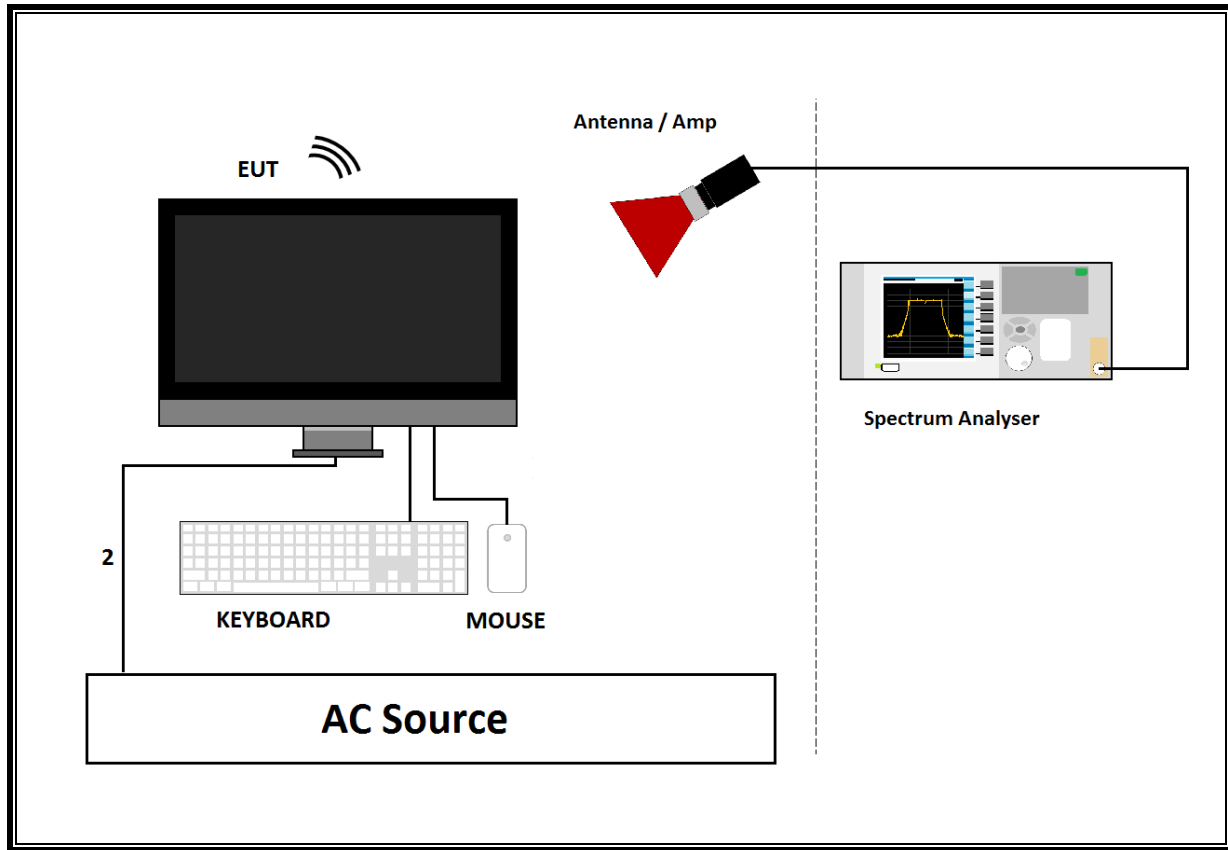 Antenna / Amp
EUT
Spectrum Analyser
2
KEYBOARD
MOUSE
AC Source